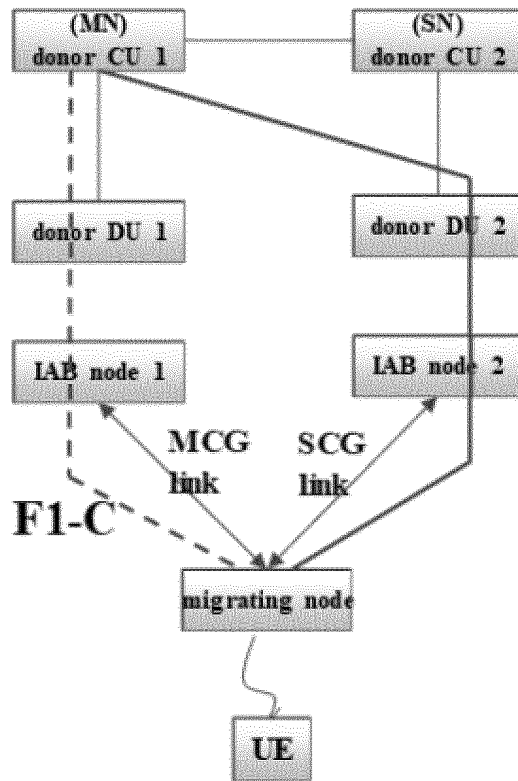 (MN)
donor CU 1
(SN)
donor CU 2
donor DU 1
donor DU 2
IAB node 1
IAB node 2
MCG
link
SCG
link
F1-C
migrating node
UE